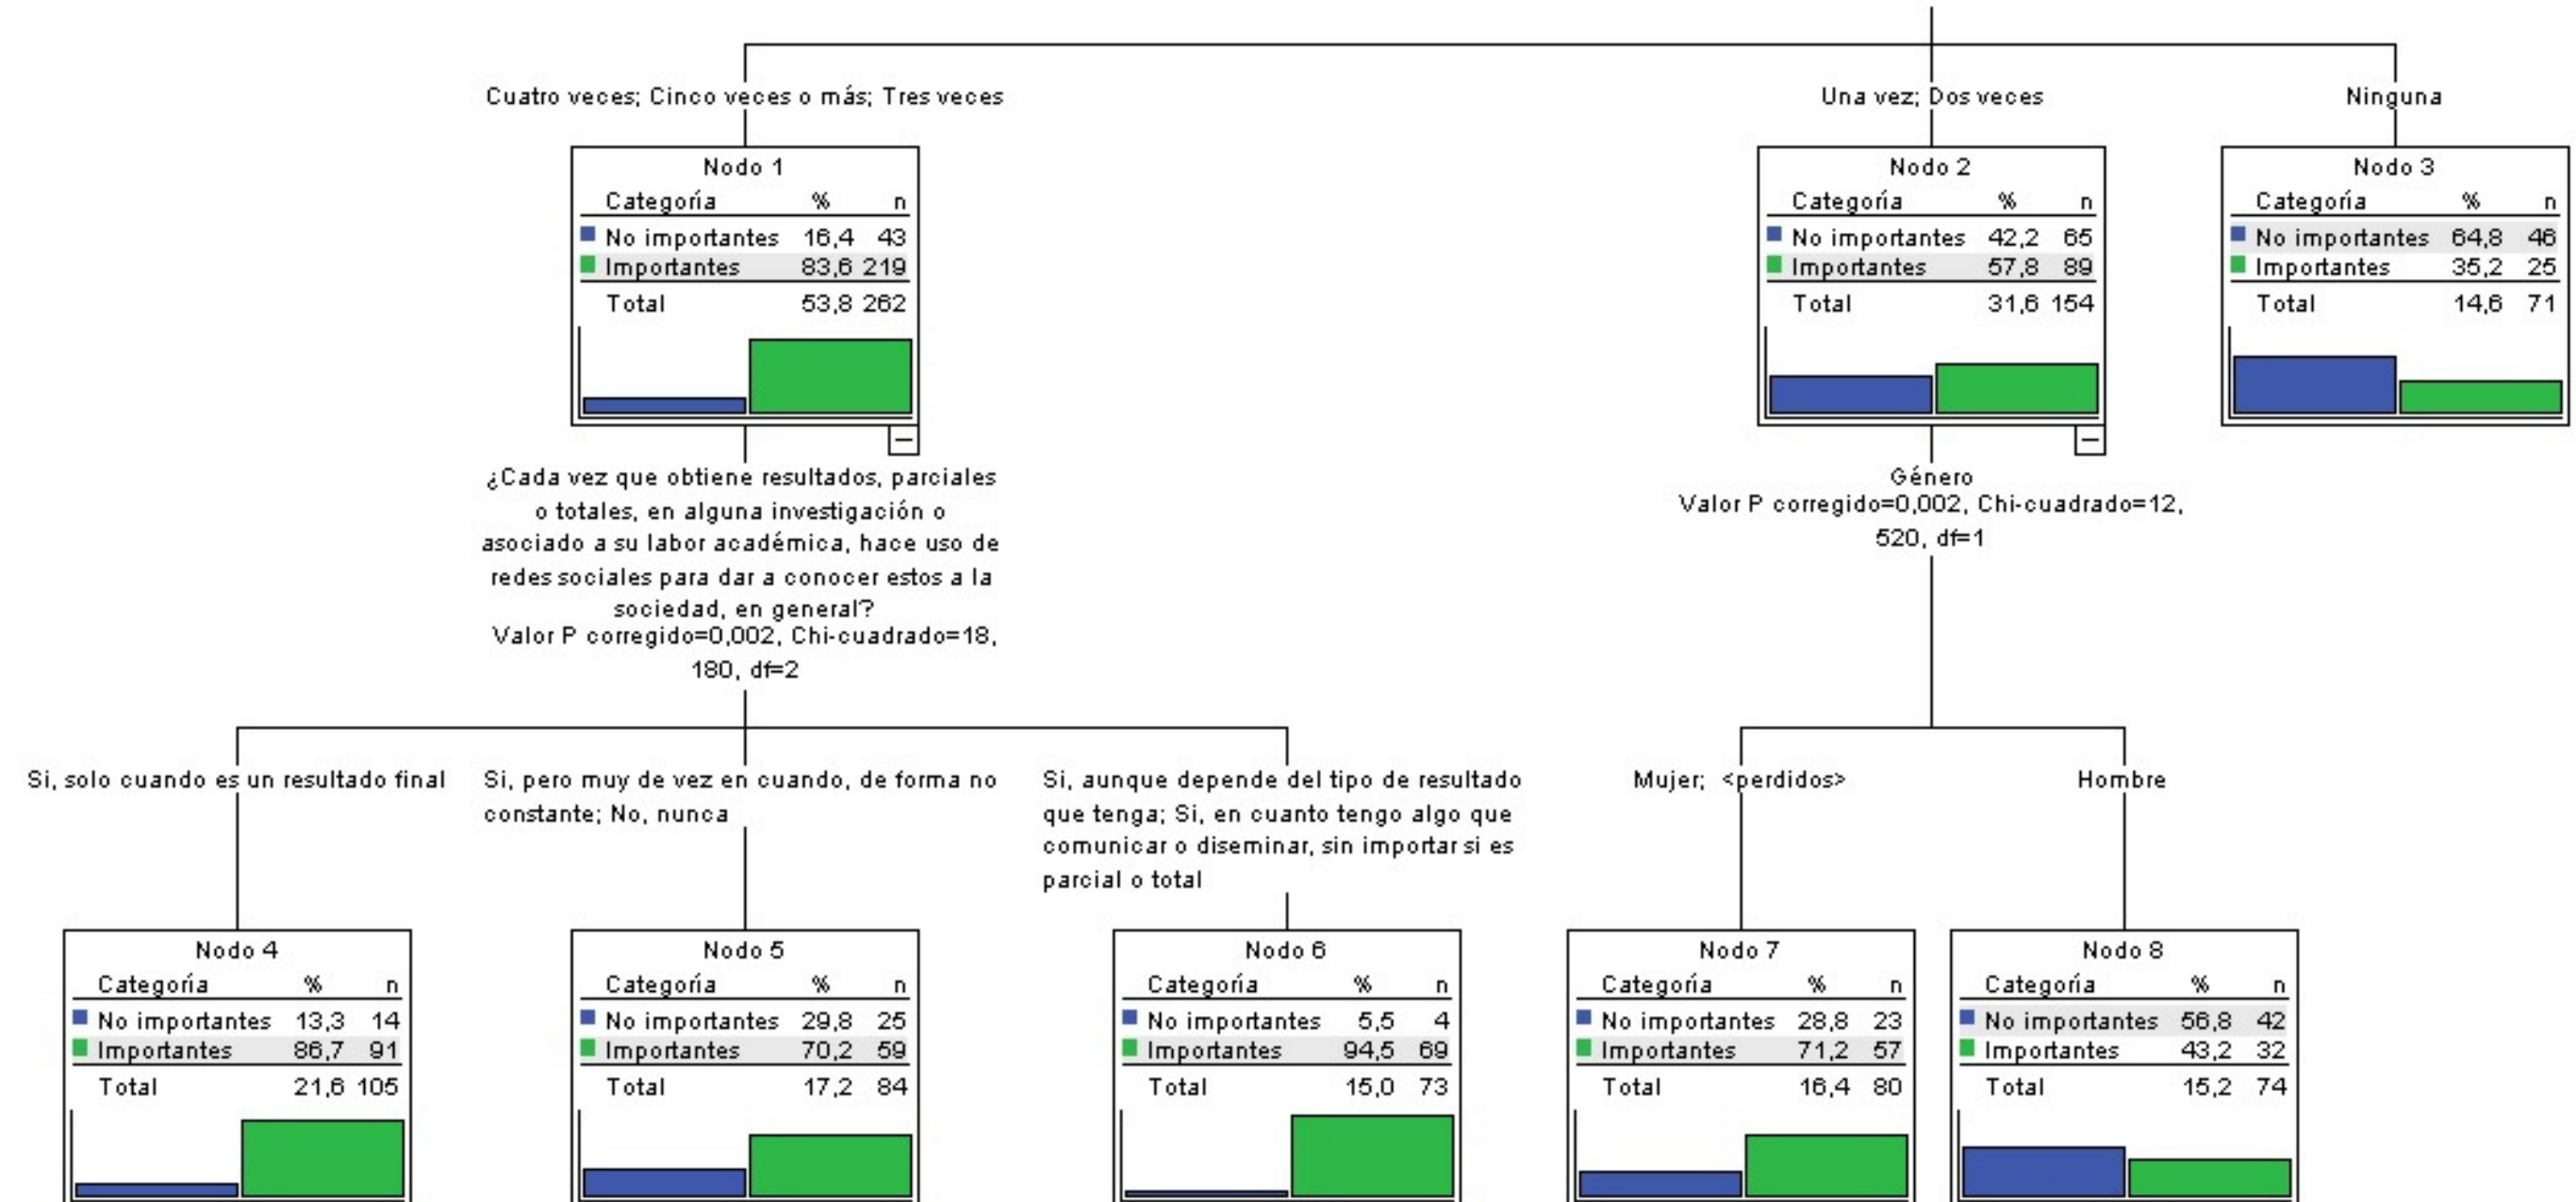 Cuatro veces; Cinco veces o más; Tres veces
Una vez; Dos veces
Ninguna
Nodo 1
Categoría % n
No importantes 16,4 43
Importantes 83,6 219
Total 53,8 262
Nodo 2
Categoría % n
No importantes 42,2 65
Importantes 57,8 89
Total 31,6 154
Nodo 3
Categoría % n
No importantes 64,8 46
Importantes 35,2 25
Total 14,6 71
¿Cada vez que obtiene resultados, parciales
o totales, en alguna investigación o
asociado a su labor académica, hace uso de
redes sociales para dar a conocer estos a la
sociedad, en general?
Valor P corregido=0,002, Chi-cuadrado=18,
180, df=2
Género
Valor P corregido=0,002, Chi-cuadrado=12,
520, df=1
Si, solo cuando es un resultado final
Si, pero muy de vez en cuando, de forma no
constante; No, nunca
Si, aunque depende del tipo de resultado
que tenga; Si, en cuanto tengo algo que
comunicar o diseminar, sin importar si es
parcial o total
Mujer; <perdidos>
Hombre
Nodo 4
Categoría % n
No importantes 13,3 14
Importantes 86,7 91
Total 21,6 105
Nodo 5
Categoría % n
No importantes 29,8 25
Importantes 70,2 59
Total 17,2 84
Nodo 6
Categoría % n
No importantes 5,5 4
Importantes 94,5 69
Total 15,0 73
Nodo 7
Categoría % n
No importantes 28,8 23
Importantes 71,2 57
Total 16,4 80
Nodo 8
Categoría % n
No importantes 56,8 42
Importantes 43,2 32
Total 15,2 74